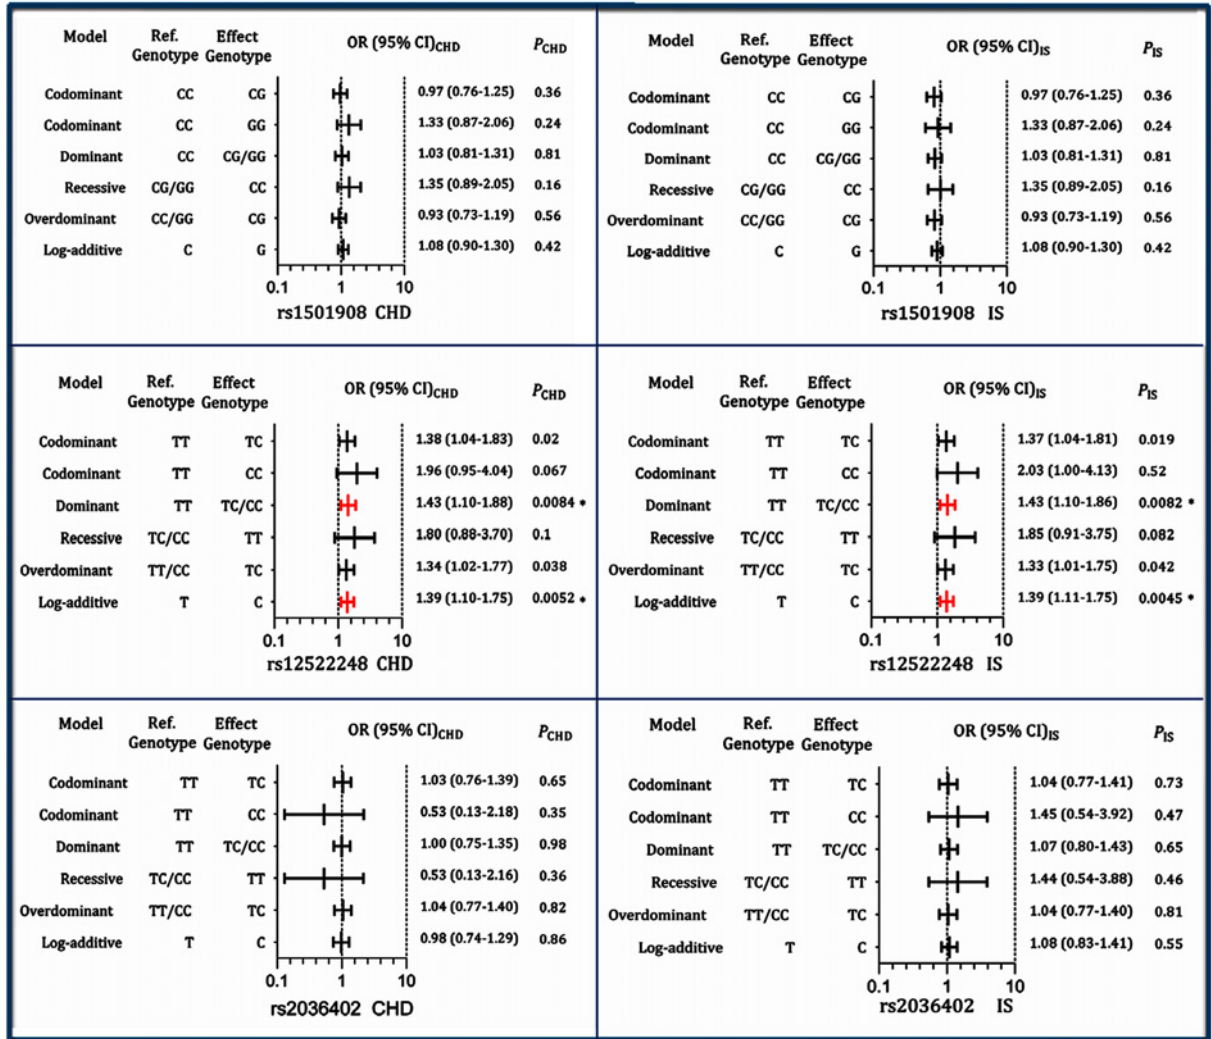 Model Ref. Genotype Effect Genotype OR (95% CI)CHD PCHD
Codominant CC CG 0.97 (0.76-1.25) 0.36
Codominant CC GG 1.33 (0.87-2.06) 0.24
Dominant CC CG/GG 1.03 (0.81-1.31) 0.81
Recessive CG/GG CC 1.35 (0.89-2.05) 0.16
Overdominant CC/GG CG 0.93 (0.73-1.19) 0.56
Log-additive C G 1.08 (0.90-1.30) 0.42
0.1 1 10
rs1501908 CHD
Model Ref. Genotype Effect Genotype OR (95% CI)IS PIS
Codominant CC CG 0.97 (0.76-1.25) 0.36
Codominant CC GG 1.33 (0.87-2.06) 0.24
Dominant CC CG/GG 1.03 (0.81-1.31) 0.81
Recessive CG/GG CC 1.35 (0.89-2.05) 0.16
Overdominant CC/GG CG 0.93 (0.73-1.19) 0.56
Log-additive C G 1.08 (0.90-1.30) 0.42
0.1 1 10
rs1501908 IS
Model Ref. Genotype Effect Genotype OR (95% CI)CHD PCHD
Codominant TT TC 1.38 (1.04-1.83) 0.02
Codominant TT CC 1.96 (0.95-4.04) 0.067
Dominant TT TC/CC 1.43 (1.10-1.88) 0.0084 *
Recessive TC/CC TT 1.80 (0.88-3.70) 0.1
Overdominant TT/CC TC 1.34 (1.02-1.77) 0.038
Log-additive T C 1.39 (1.10-1.75) 0.0052 *
0.1 1 10
rs12522248 CHD
Model Ref. Genotype Effect Genotype OR (95% CI)IS PIS
Codominant TT TC 1.37 (1.04-1.81) 0.019
Codominant TT CC 2.03 (1.00-4.13) 0.52
Dominant TT TC/CC 1.43 (1.10-1.86) 0.0082 *
Recessive TC/CC TT 1.85 (0.91-3.75) 0.082
Overdominant TT/CC TC 1.33 (1.01-1.75) 0.042
Log-additive T C 1.39 (1.11-1.75) 0.0045 *
0.1 1 10
rs12522248 IS
Model Ref. Genotype Effect Genotype OR (95% CI)CHD PCHD
Codominant TT TC 1.03 (0.76-1.39) 0.65
Codominant TT CC 0.53 (0.13-2.18) 0.35
Dominant TT TC/CC 1.00 (0.75-1.35) 0.98
Recessive TC/CC TT 0.53 (0.13-2.16) 0.36
Overdominant TT/CC TC 1.04 (0.77-1.40) 0.82
Log-additive T C 0.98 (0.74-1.29) 0.86
0.1 1 10
rs2036402 CHD
Model Ref. Genotype Effect Genotype OR (95% CI)IS PIS
Codominant TT TC 1.04 (0.77-1.41) 0.73
Codominant TT CC 1.45 (0.54-3.92) 0.47
Dominant TT TC/CC 1.07 (0.80-1.43) 0.65
Recessive TC/CC TT 1.44 (0.54-3.88) 0.46
Overdominant TT/CC TC 1.04 (0.77-1.40) 0.81
Log-additive T C 1.08 (0.83-1.41) 0.55
0.1 1 10
rs2036402 IS